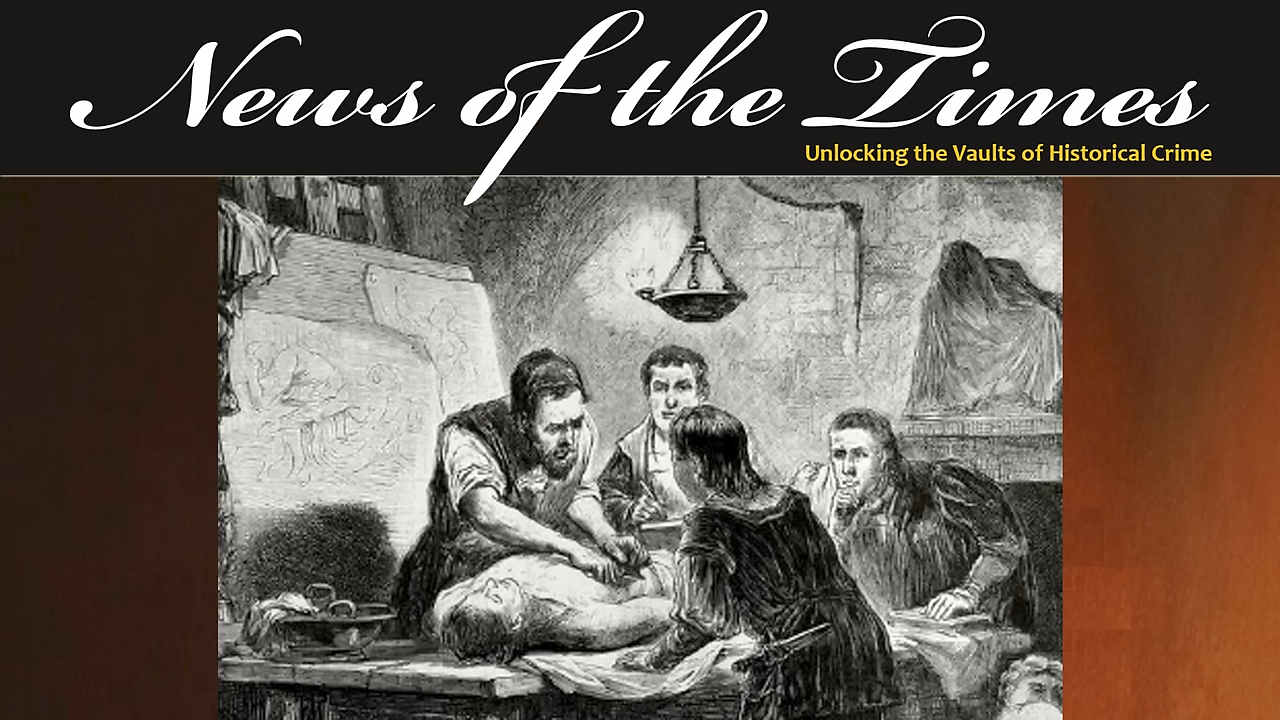 News of the Times
Unlocking the Vaults of Historical Crime